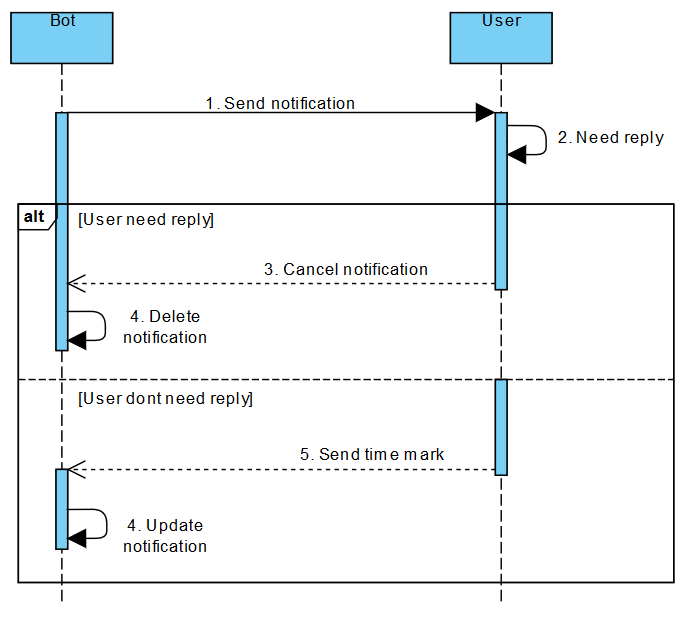 Bot
User
1. Send notification
2. Need reply
alt
[User need reply]
3. Cancel notification
4. Delete
notification
[User dont need reply]
5. Send time mark
4. Update
notification